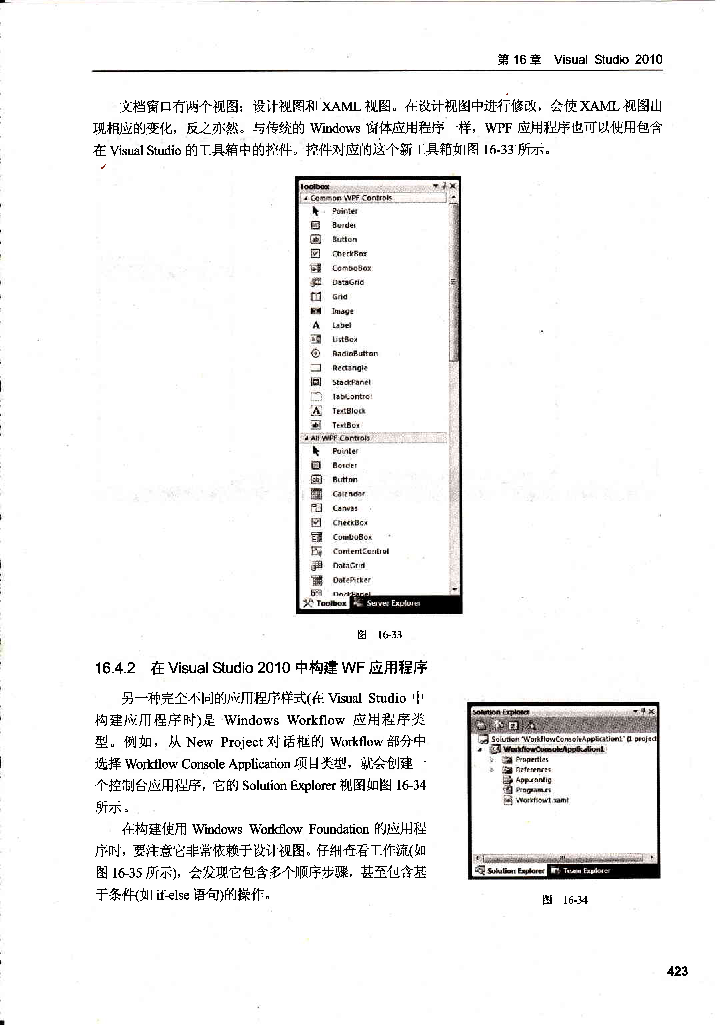 第 16 章 Visual Studio 2010
文档窗口有两个视图：设计视图和 XAML 视图。在设计视图中进行修改，会使 XAML 视图出
现相应的变化，反之亦然。与传统的 Windows 窗体应用程序一样，WPF 应用程序也可以使用包含
在 Visual Studio 的工具箱中的控件。控件对应的这个新工具箱如图 16-33 所示。
Toolbox
Common WPF Controls
Pointer
Border
Button
CheckBox
ComboBox
DataGrid
Grid
Image
Label
ListBox
RadioButton
Rectangle
StackPanel
TabControl
TextBlock
TextBox
All WPF Controls
Pointer
Border
Button
Calendar
Canvas
CheckBox
ComboBox
ContentControl
DataGrid
DatePicker
DockPanel
Toolbox Server Explorer
图 16-33
16.4.2 在 Visual Studio 2010 中构建 WF 应用程序
另一种完全不同的应用程序样式(在 Visual Studio 中
构建应用程序时)是 Windows Workflow 应用程序类
型。例如，从 New Project 对话框的 Workflow 部分中
选择 Workflow Console Application 项目类型，就会创建一
个控制台应用程序，它的 Solution Explorer 视图如图 16-34
所示。
在构建使用 Windows Workflow Foundation 的应用程
序时，要注意它非常依赖于设计视图。仔细查看工作流(如
图 16-35 所示)，会发现它包含多个顺序步骤，甚至包含基
于条件(如 if-else 语句)的操作。
Solution Explorer
Solution 'WorkflowConsoleApplication1' (1 project
WorkflowConsoleApplication1
Properties
References
App.config
Program.cs
Workflow1.xaml
Solution Explorer Team Explorer
图 16-34
423